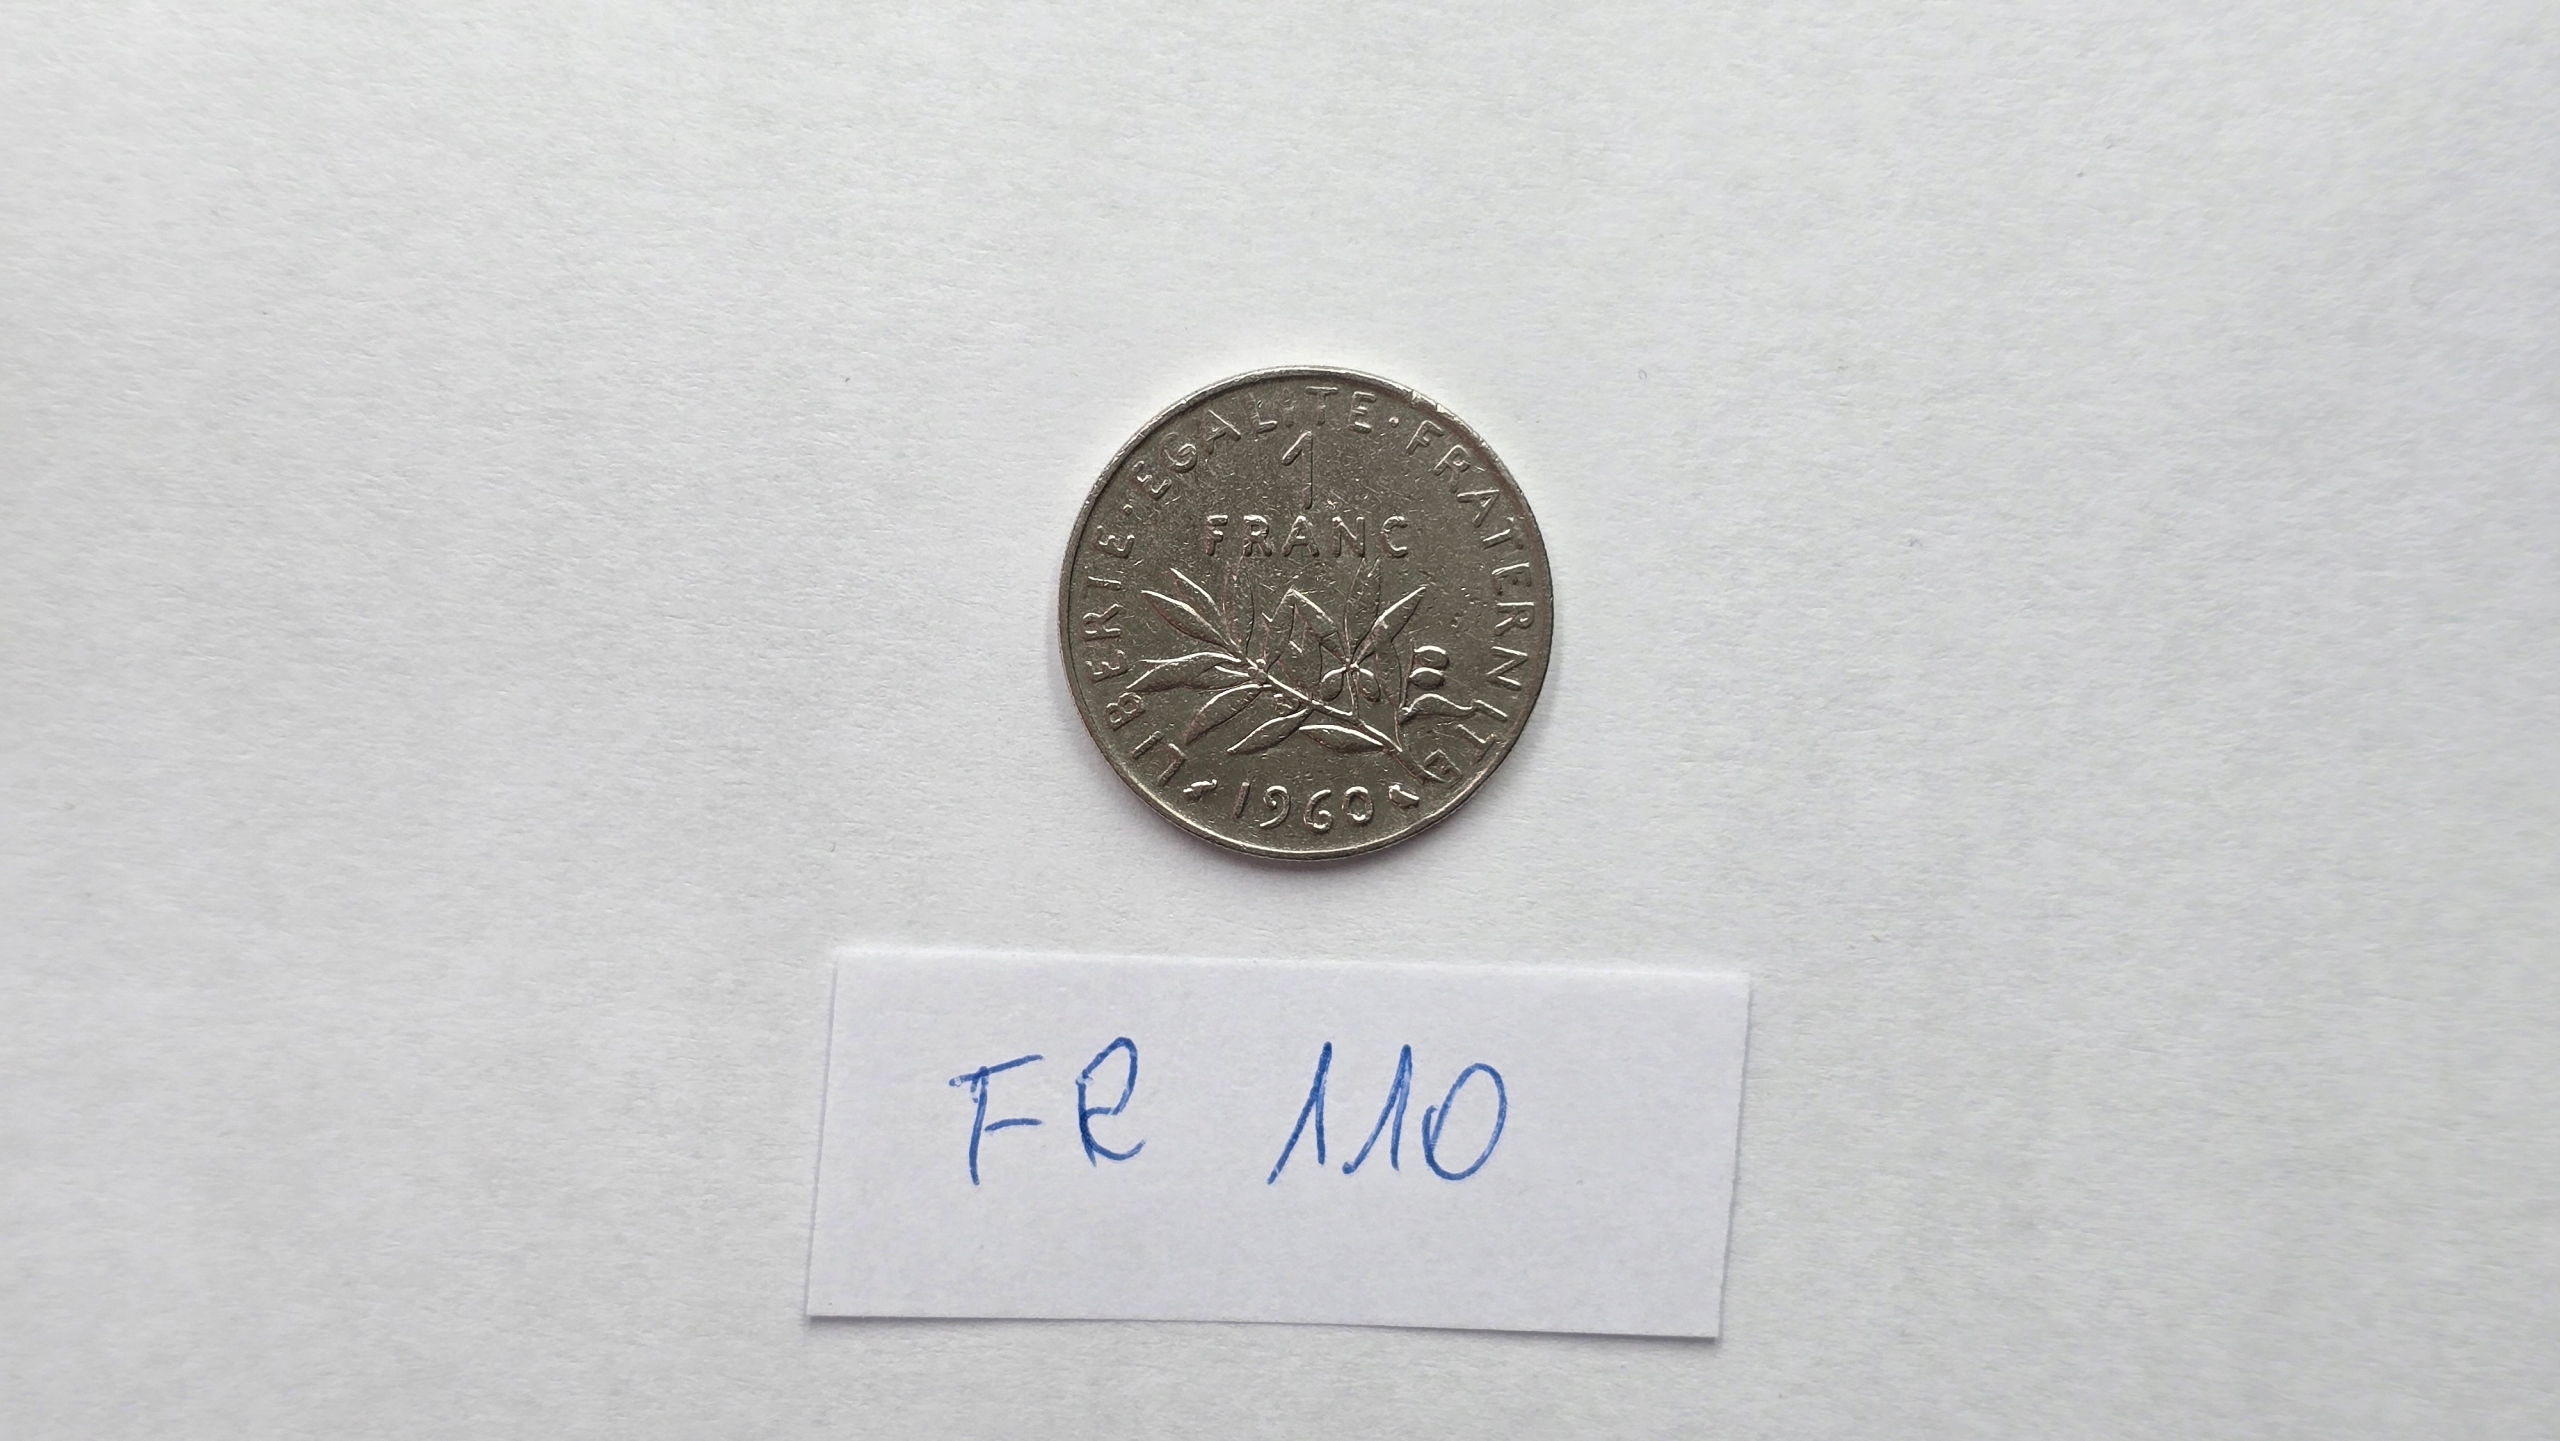 LIBERTE · EGALITE · FRATERNITE
1
FRANC
1960
FR 110